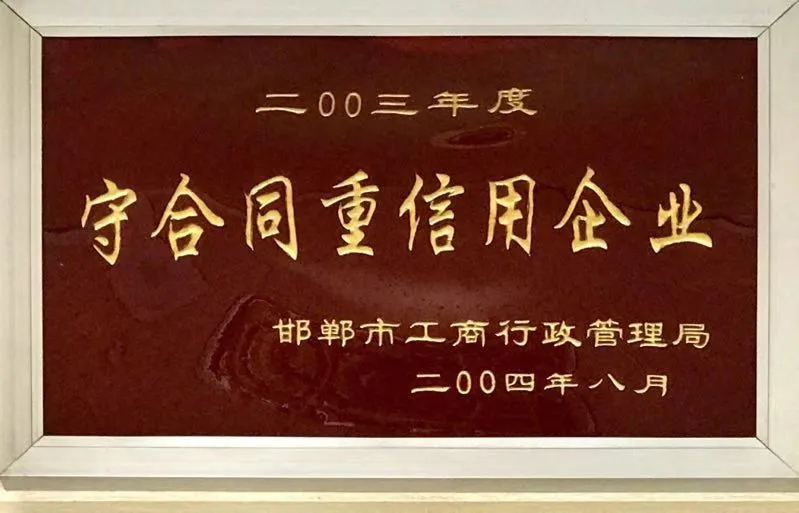 二00三年度
守合同重信用企业
邯郸市工商行政管理局
二00四年八月